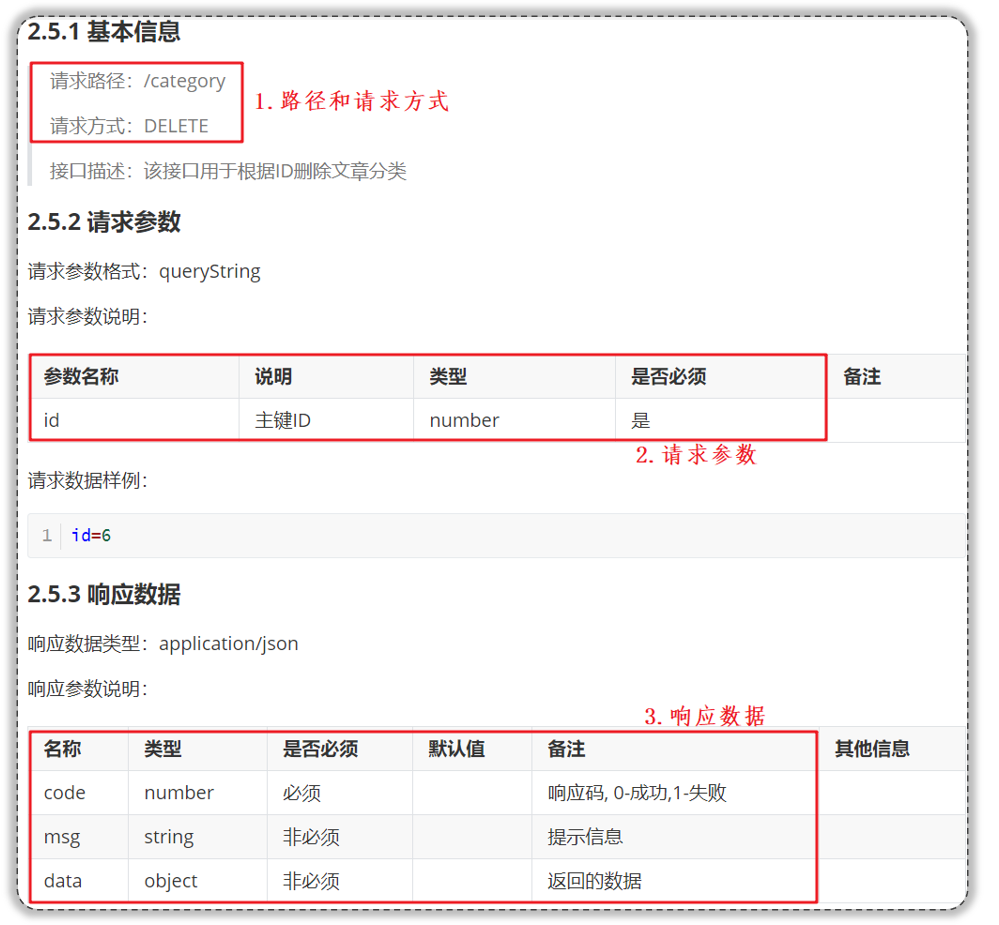 2.5.1 基本信息
请求路径：/category
1.路径和请求方式
请求方式：DELETE
接口描述：该接口用于根据ID删除文章分类
2.5.2 请求参数
请求参数格式：queryString
请求参数说明：
参数名称 说明 类型 是否必须 备注
id 主键ID number 是
2.请求参数
请求数据样例：
1 id=6
2.5.3 响应数据
响应数据类型：application/json
响应参数说明：
3.响应数据
名称 类型 是否必须 默认值 备注 其他信息
code number 必须 响应码, 0-成功,1-失败
msg string 非必须 提示信息
data object 非必须 返回的数据